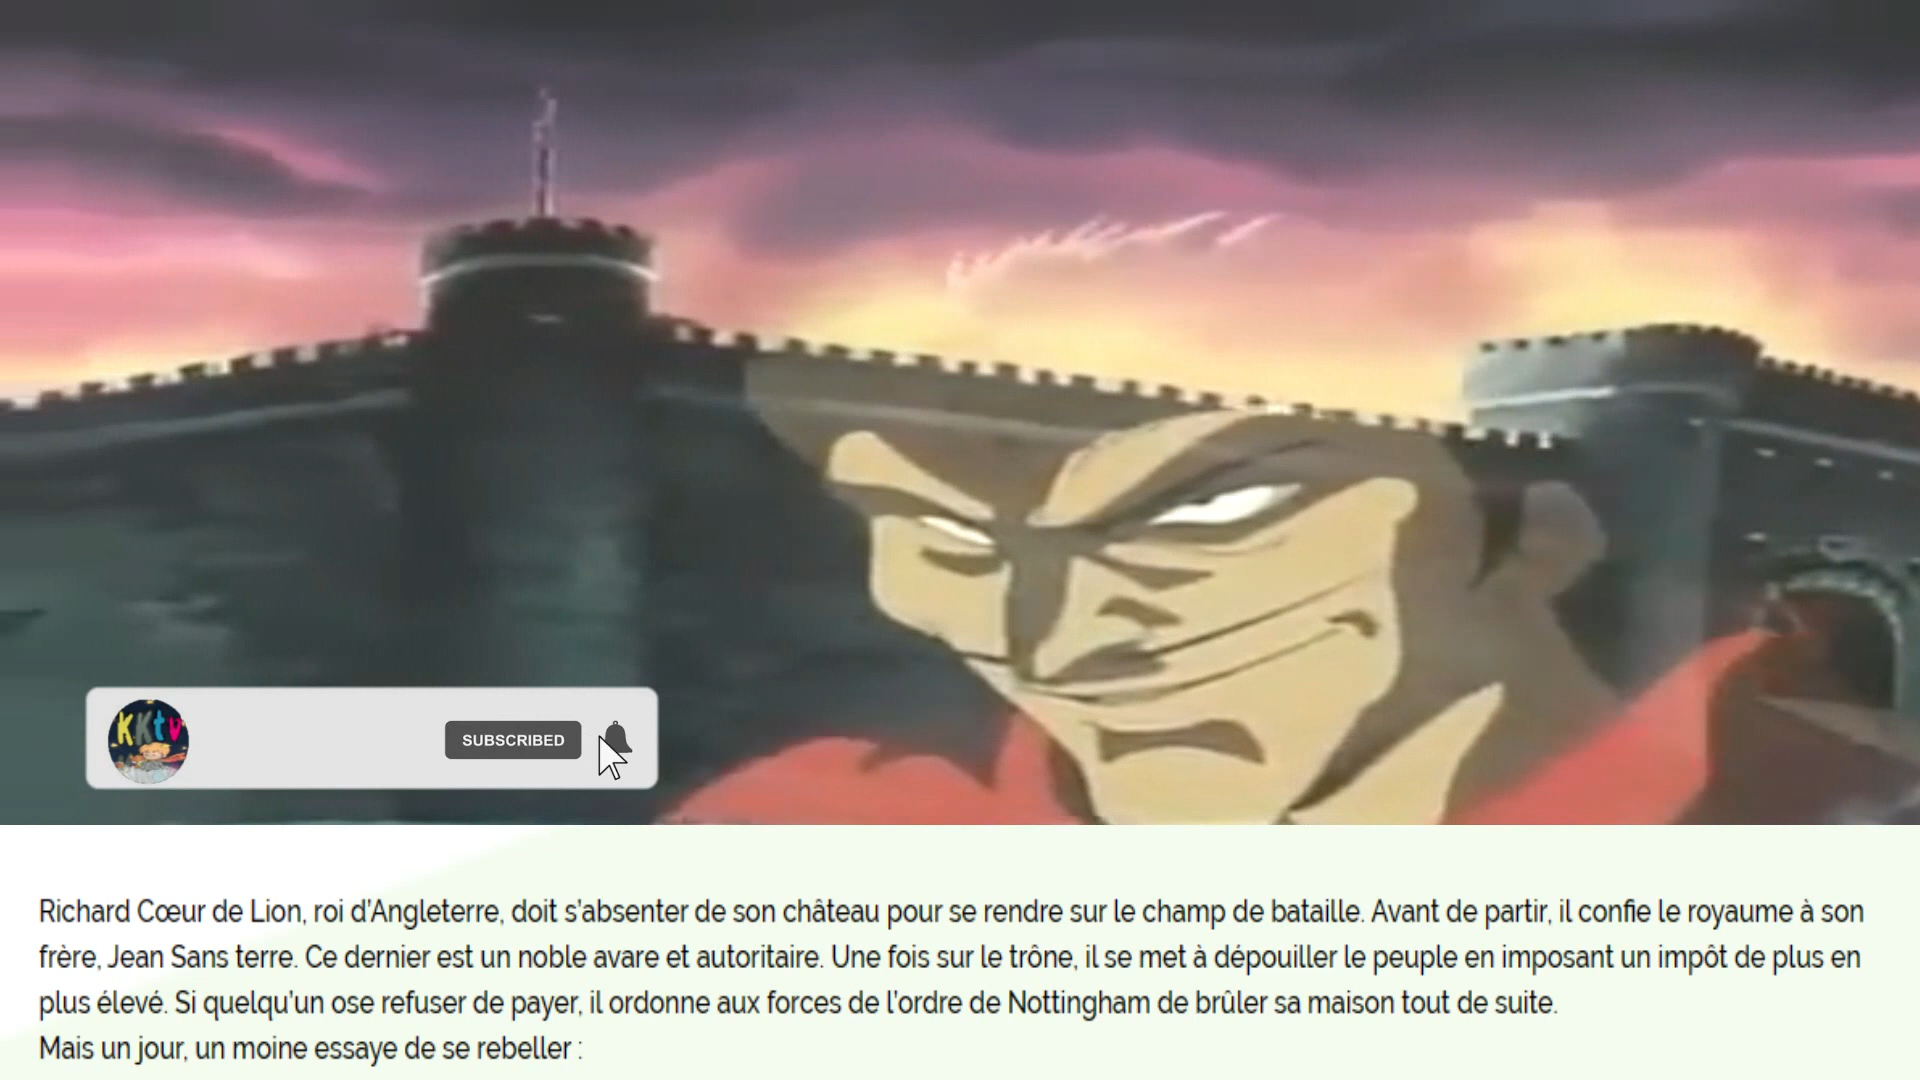 KKtv
SUBSCRIBED
Richard Cœur de Lion, roi d'Angleterre, doit s'absenter de son château pour se rendre sur le champ de bataille. Avant de partir, il confie le royaume à son
frère, Jean Sans terre. Ce dernier est un noble avare et autoritaire. Une fois sur le trône, il se met à dépouiller le peuple en imposant un impôt de plus en
plus élevé. Si quelqu'un ose refuser de payer, il ordonne aux forces de l'ordre de Nottingham de brûler sa maison tout de suite.
Mais un jour, un moine essaye de se rebeller :